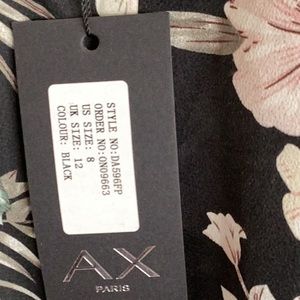 STYLE NO:DA596FP
ORDER NO:ON09663
US SIZE: 8
UK SIZE: 12
COLOUR: BLACK
AX
PARIS